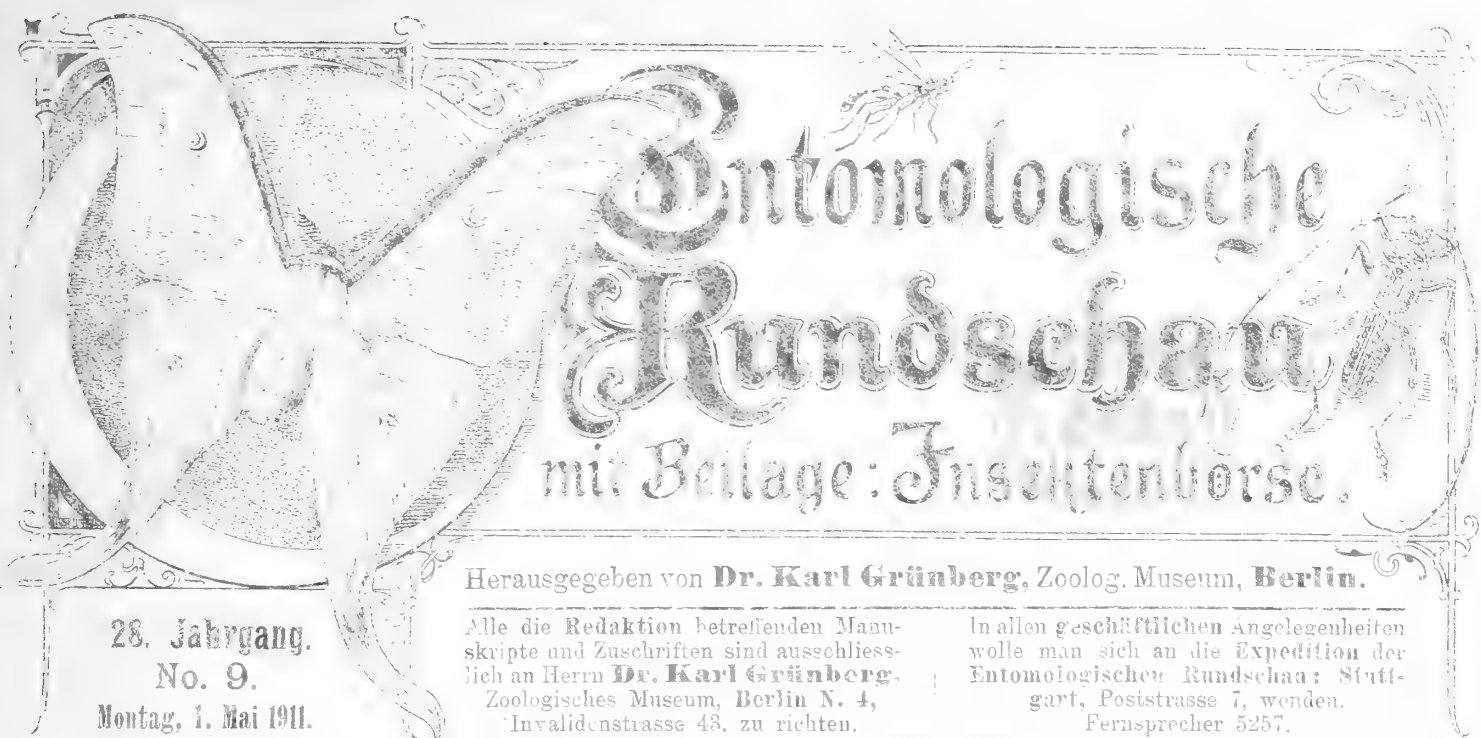 Entomologische
Rundschau
mit Beilage: Insektenbörse.
Herausgegeben von Dr. Karl Grünberg, Zoolog. Museum, Berlin.
28. Jahrgang.
No. 9.
Montag, 1. Mai 1911.
Alle die Redaktion betreffenden Manu-
skripte und Zuschriften sind ausschliess-
lich an Herrn Dr. Karl Grünberg,
Zoologisches Museum, Berlin N. 4,
Invalidenstrasse 43, zu richten.
In allen geschäftlichen Angelegenheiten
wolle man sich an die Expedition der
Entomologischen Rundschau: Stutt-
gart, Poststrasse 7, wenden.
Fernsprecher 5257.